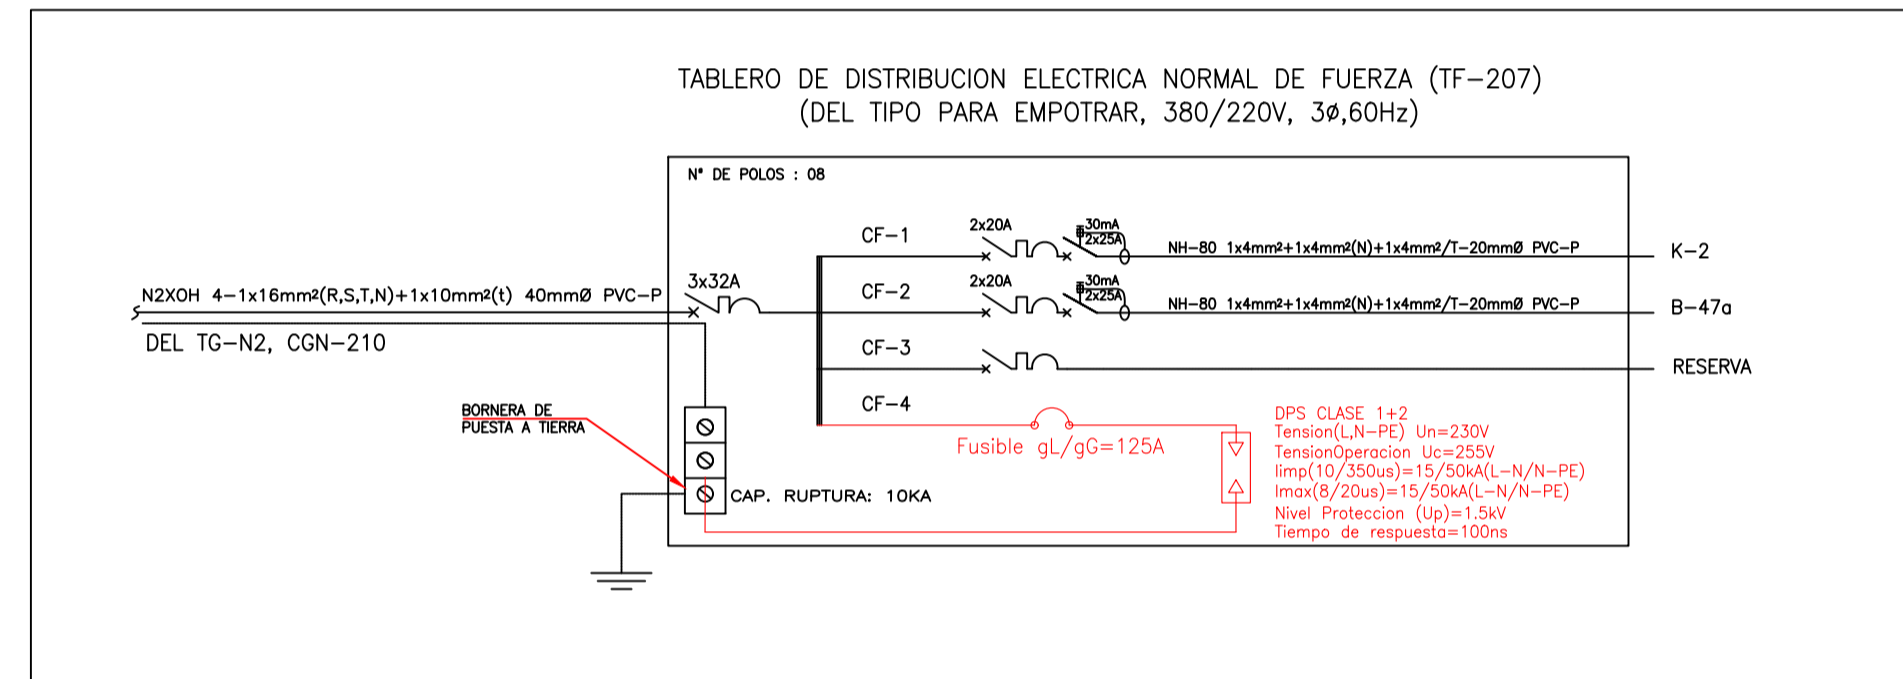 TABLERO DE DISTRIBUCION ELECTRICA NORMAL DE FUERZA (TF-207)
(DEL TIPO PARA EMPOTRAR, 380/220V, 3ø,60Hz)
N° DE POLOS : 08
CF-1
2x20A
30mA
2x25A
NH-80 1x4mm²+1x4mm²(N)+1x4mm²/T-20mmØ PVC-P
K-2
N2XOH 4-1x16mm²(R,S,T,N)+1x10mm²(t) 40mmØ PVC-P
3x32A
CF-2
2x20A
30mA
2x25A
NH-80 1x4mm²+1x4mm²(N)+1x4mm²/T-20mmØ PVC-P
B-47a
DEL TG-N2, CGN-210
CF-3
RESERVA
CF-4
BORNERA DE
PUESTA A TIERRA
Fusible gL/gG=125A
DPS CLASE 1+2
Tension(L,N-PE) Un=230V
TensionOperacion Uc=255V
Iimp(10/350us)=15/50kA(L-N/N-PE)
Imax(8/20us)=15/50kA(L-N/N-PE)
Nivel Proteccion (Up)=1.5kV
Tiempo de respuesta=100ns
CAP. RUPTURA: 10KA